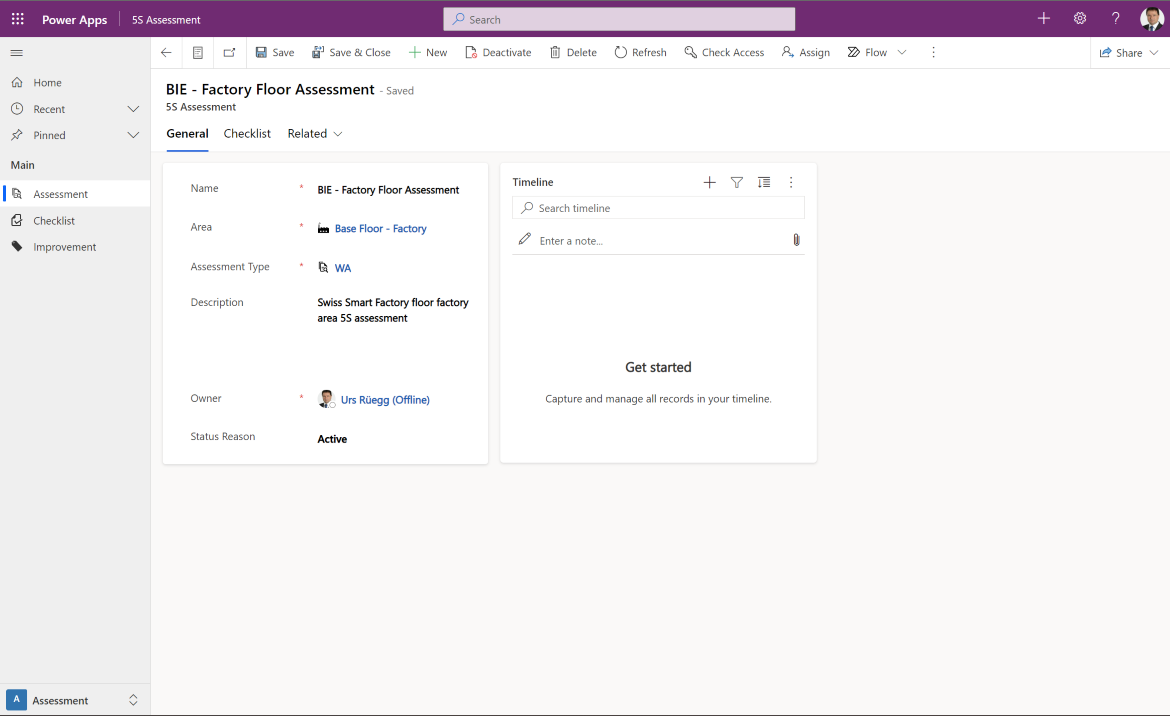 Power Apps 5S Assessment Search
Save Save & Close New Deactivate Delete Refresh Check Access Assign Flow Share
Home
Recent
Pinned
Main
Assessment
Checklist
Improvement
BIE - Factory Floor Assessment - Saved
5S Assessment
General Checklist Related
Name * BIE - Factory Floor Assessment
Area * Base Floor - Factory
Assessment Type * WA
Description Swiss Smart Factory floor factory
area 5S assessment
Owner * Urs Rüegg (Offline)
Status Reason Active
Timeline
Search timeline
Enter a note...
Get started
Capture and manage all records in your timeline.
A Assessment